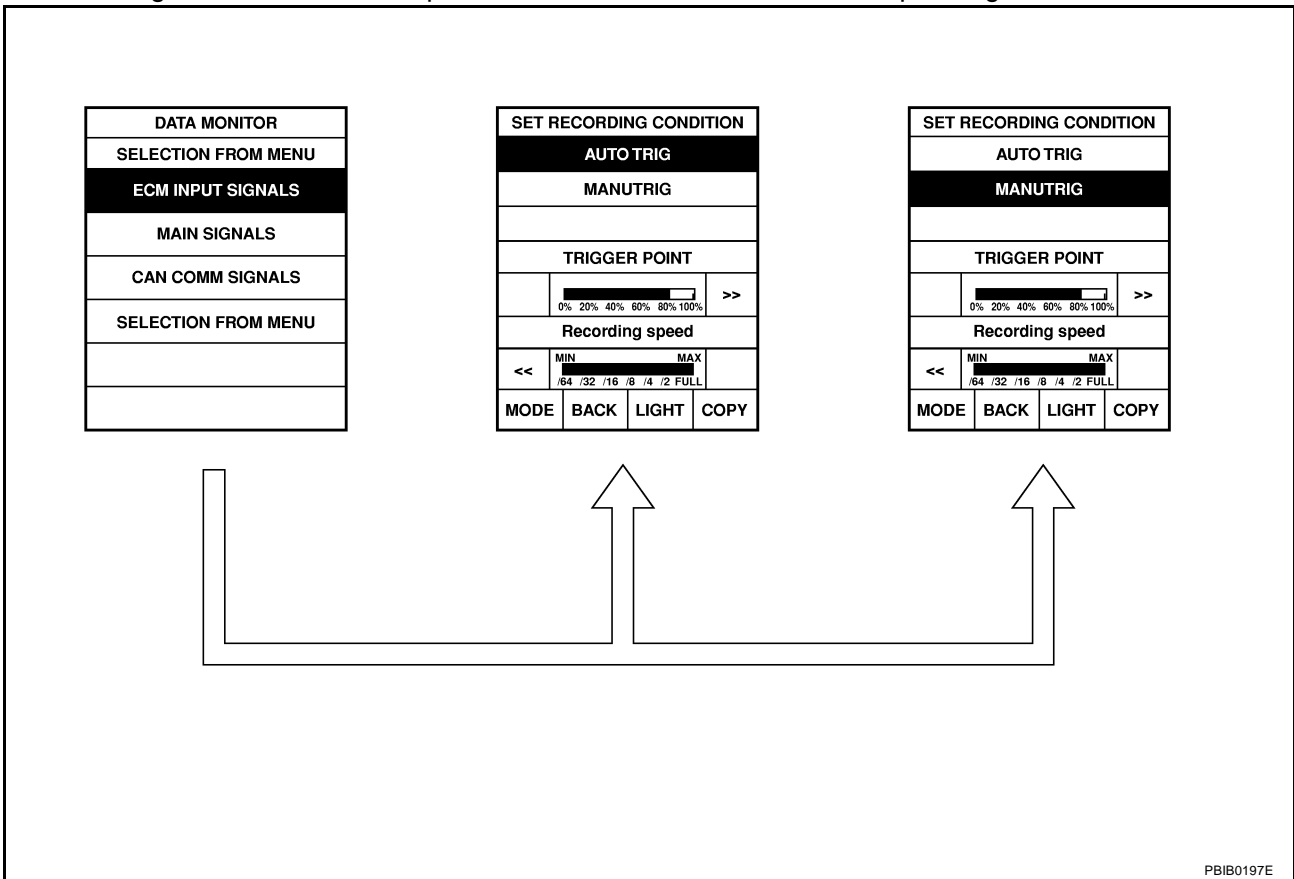 DATA MONITOR
SELECTION FROM MENU
ECM INPUT SIGNALS
MAIN SIGNALS
CAN COMM SIGNALS
SELECTION FROM MENU
SET RECORDING CONDITION
AUTO TRIG
MANUTRIG
TRIGGER POINT
0% 20% 40% 60% 80% 100%
>>
Recording speed
MIN MAX
<<
/64 /32 /16 /8 /4 /2 FULL
MODE BACK LIGHT COPY
SET RECORDING CONDITION
AUTO TRIG
MANUTRIG
TRIGGER POINT
0% 20% 40% 60% 80% 100%
>>
Recording speed
MIN MAX
<<
/64 /32 /16 /8 /4 /2 FULL
MODE BACK LIGHT COPY
PBIB0197E